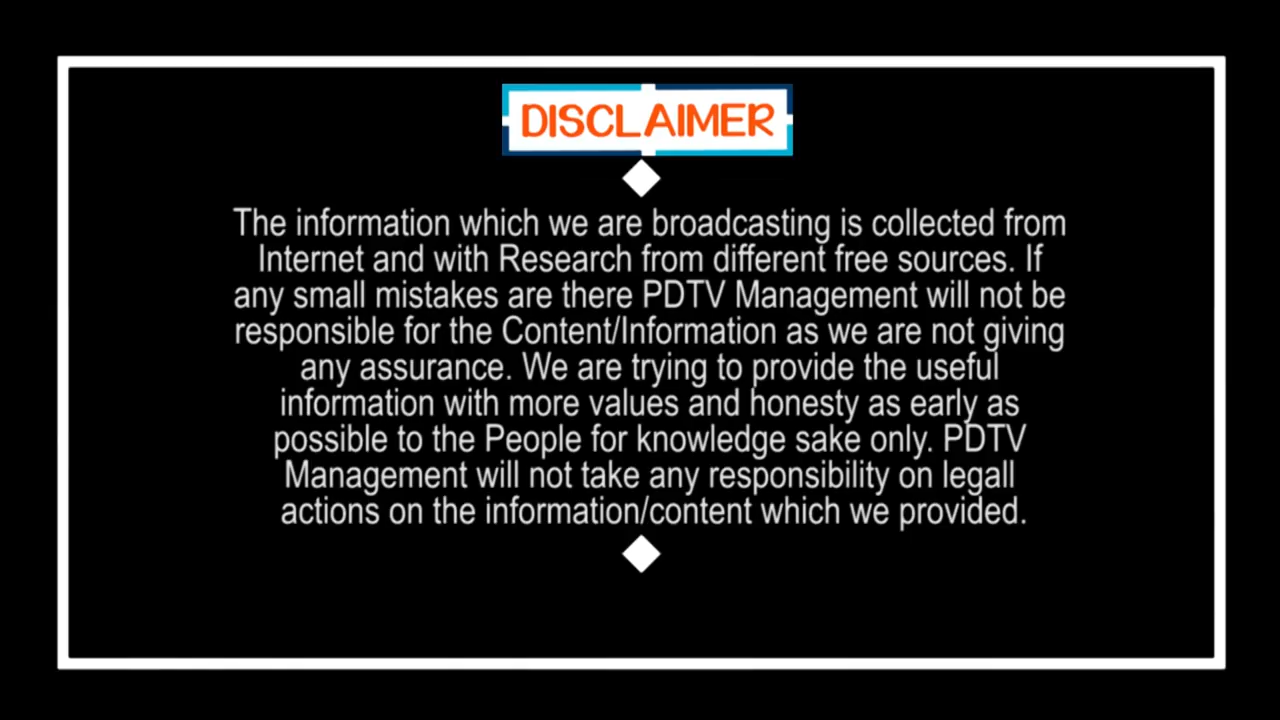 DISCLAIMER
The information which we are broadcasting is collected from
Internet and with Research from different free sources. If
any small mistakes are there PDTV Management will not be
responsible for the Content/Information as we are not giving
any assurance. We are trying to provide the useful
information with more values and honesty as early as
possible to the People for knowledge sake only. PDTV
Management will not take any responsibility on legall
actions on the information/content which we provided.